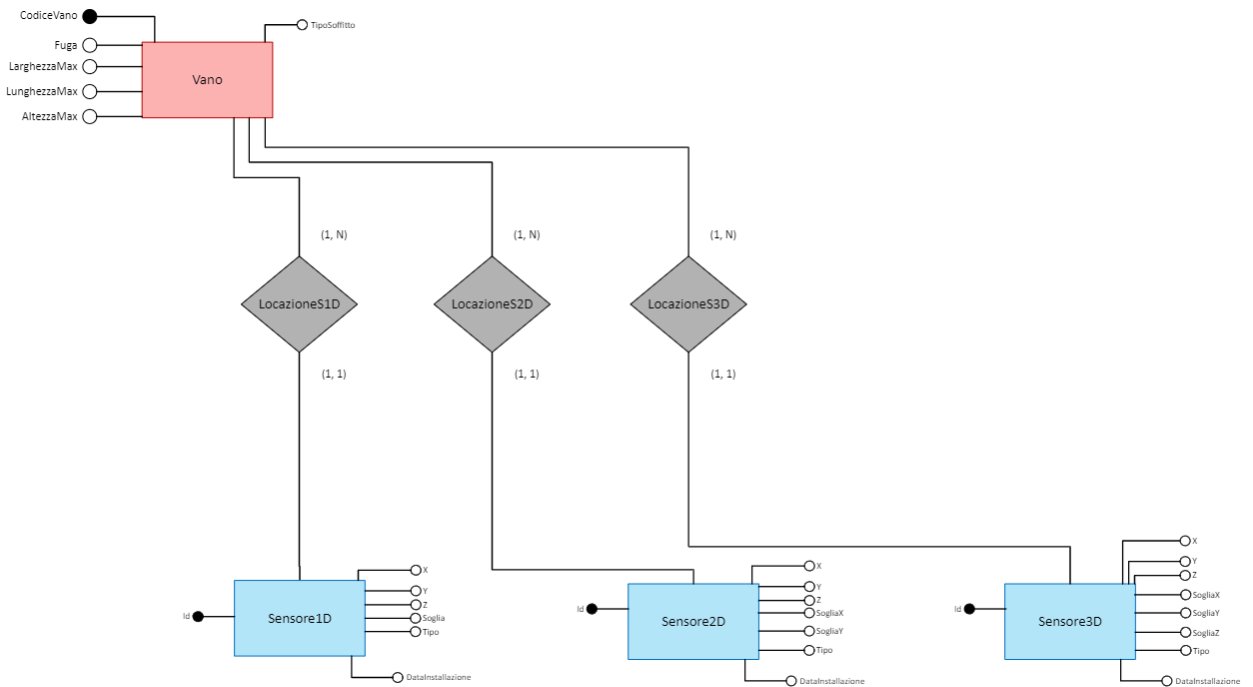 CodiceVano
TipoSoffitto
Fuga
LarghezzaMax
LunghezzaMax
AltezzaMax
Vano
(1, N)
(1, N)
(1, N)
LocazioneS1D
LocazioneS2D
LocazioneS3D
(1, 1)
(1, 1)
(1, 1)
Id
Sensore1D
X
Y
Z
Soglia
Tipo
DataInstallazione
Id
Sensore2D
X
Y
Z
SogliaX
SogliaY
Tipo
DataInstallazione
Id
Sensore3D
X
Y
Z
SogliaX
SogliaY
SogliaZ
Tipo
DataInstallazione